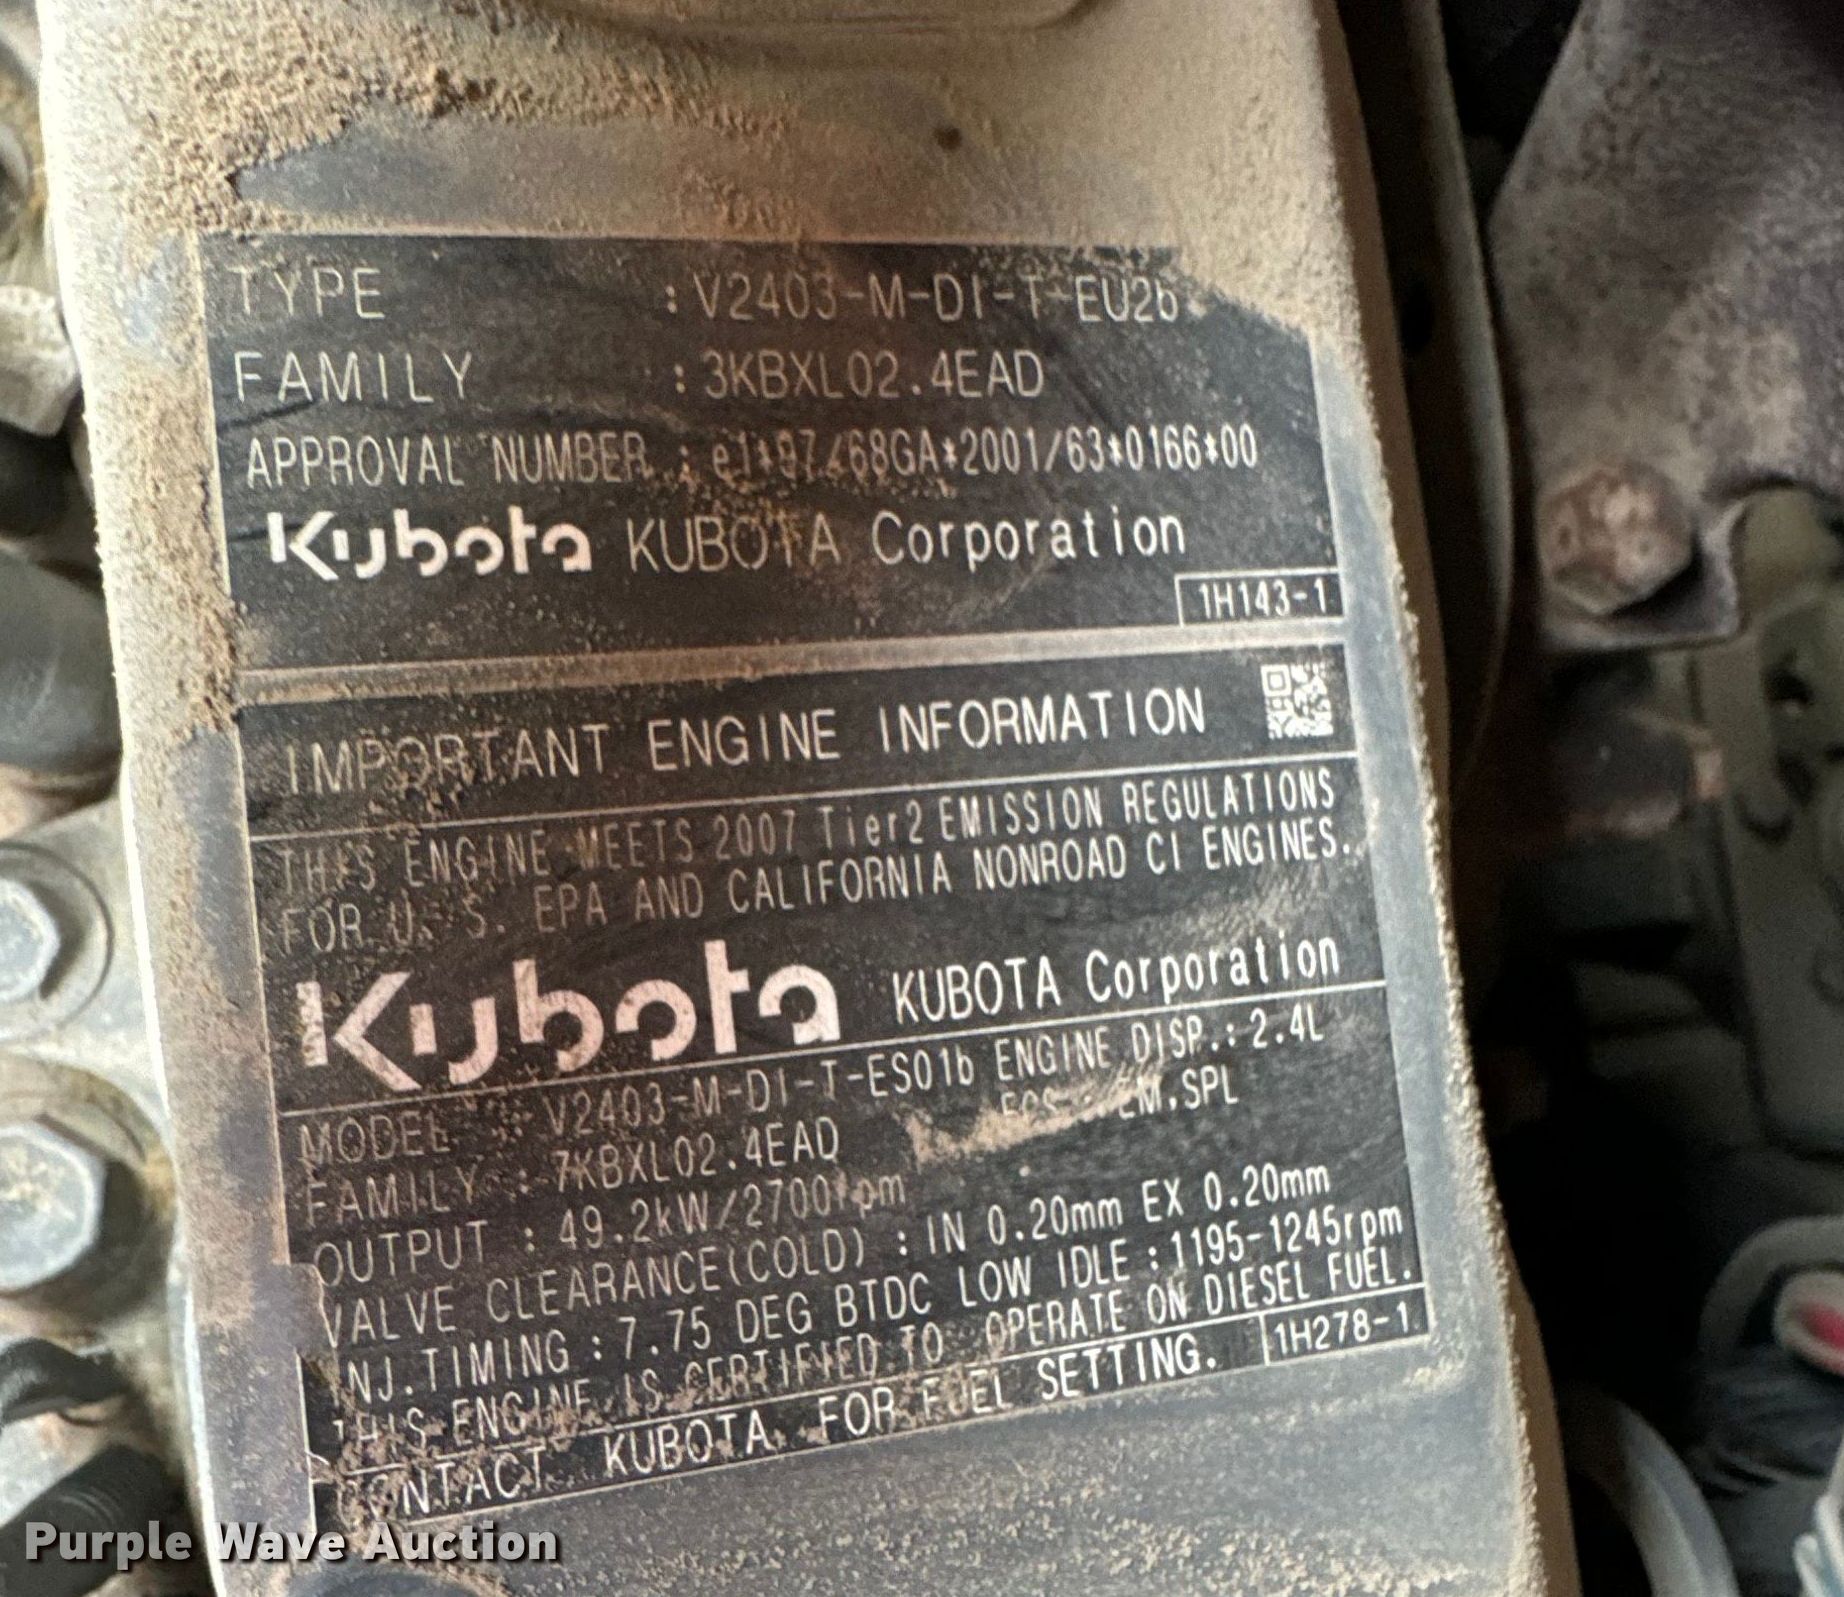 TYPE : V2403-M-DI-T-EU2b
FAMILY : 3KBXL02.4EAD
APPROVAL NUMBER : e1*97/68GA*2001/63*0166*00
Kubota KUBOTA Corporation
1H143-1
IMPORTANT ENGINE INFORMATION
THIS ENGINE MEETS 2007 Tier2 EMISSION REGULATIONS
FOR U. S. EPA AND CALIFORNIA NONROAD CI ENGINES.
Kubota KUBOTA Corporation
MODEL : V2403-M-DI-T-ES01b ENGINE DISP.: 2.4L
FAMILY : 7KBXL02.4EAD ECS : EM,SPL
OUTPUT : 49.2kW/2700rpm
VALVE CLEARANCE(COLD) : IN 0.20mm EX 0.20mm
INJ.TIMING : 7.75 DEG BTDC LOW IDLE : 1195-1245rpm
THIS ENGINE IS CERTIFIED TO OPERATE ON DIESEL FUEL.
CONTACT KUBOTA FOR FUEL SETTING. 1H278-1
Purple Wave Auction